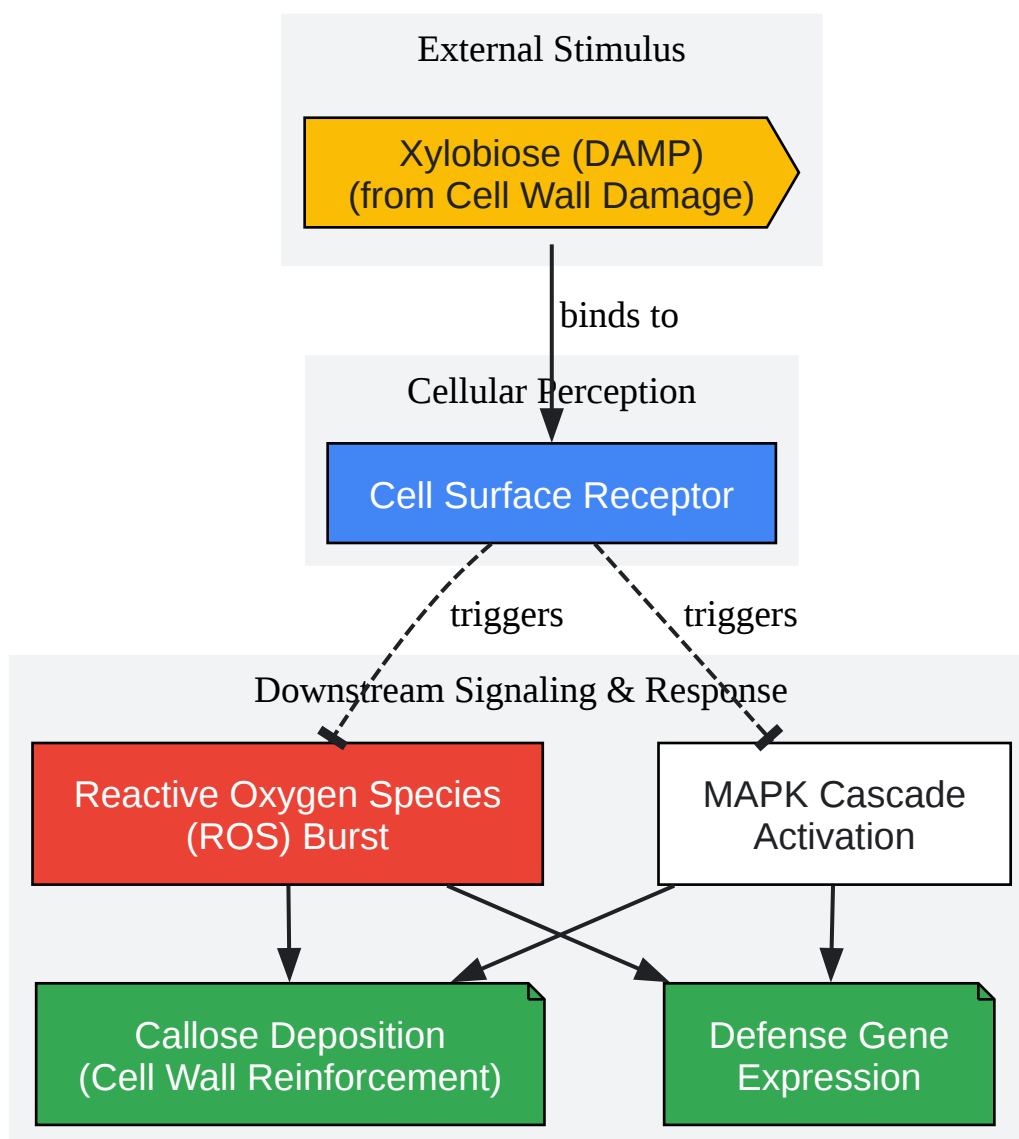 External Stimulus
Xylobiose (DAMP)
(from Cell Wall Damage)
binds to
Cellular Perception
Cell Surface Receptor
triggers
triggers
Downstream Signaling & Response
Reactive Oxygen Species
(ROS) Burst
MAPK Cascade
Activation
Callose Deposition
(Cell Wall Reinforcement)
Defense Gene
Expression